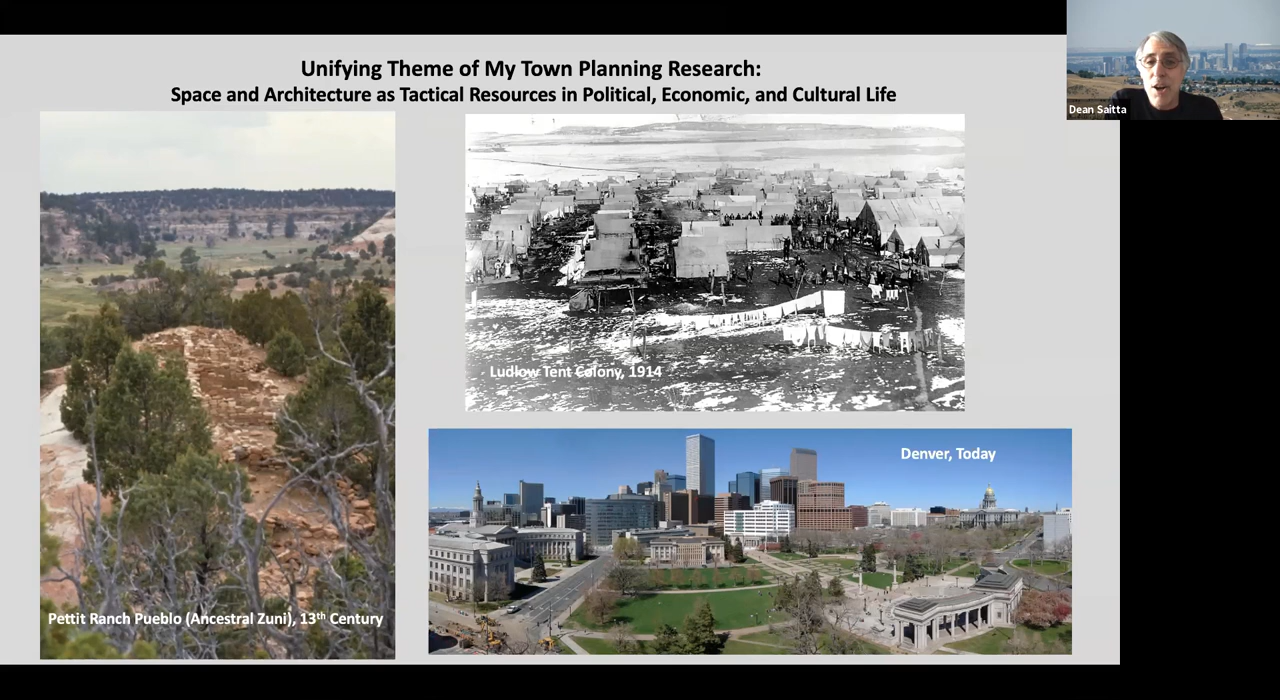 Unifying Theme of My Town Planning Research:
Space and Architecture as Tactical Resources in Political, Economic, and Cultural Life
Dean Saitta
Ludlow Tent Colony, 1914
Denver, Today
Pettit Ranch Pueblo (Ancestral Zuni), 13th Century